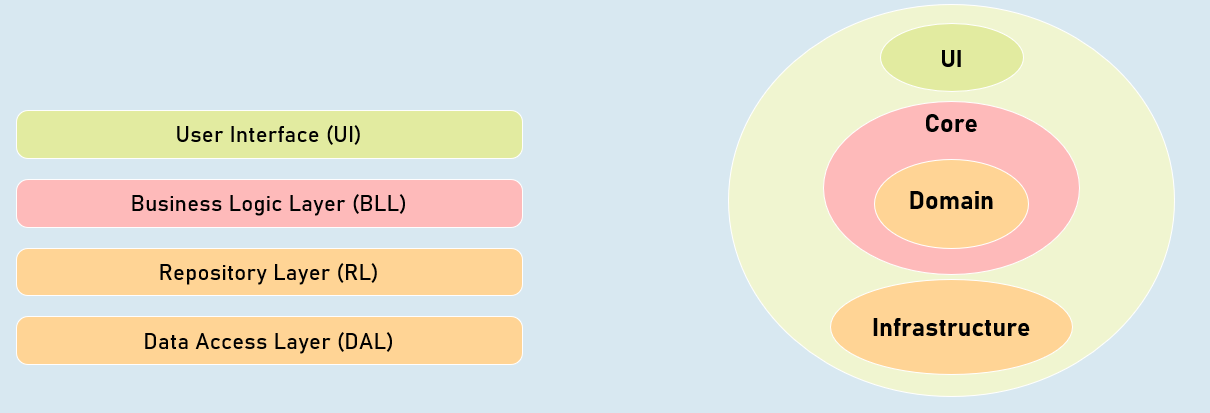 User Interface (UI)
Business Logic Layer (BLL)
Repository Layer (RL)
Data Access Layer (DAL)
UI
Core
Domain
Infrastructure